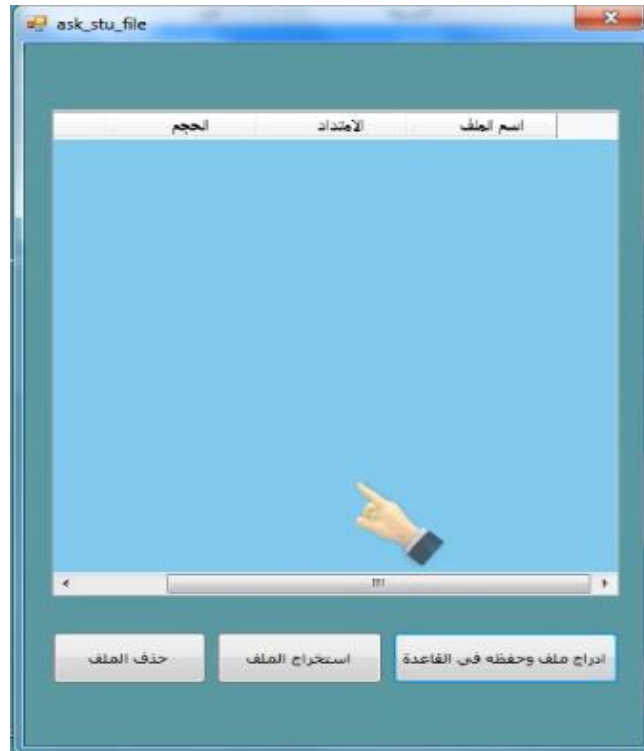 ask_stu_file
اسم الملف الامتداد الحجم
ادراج ملف وحفظه فى القاعدة استخراج الملف حذف الملف